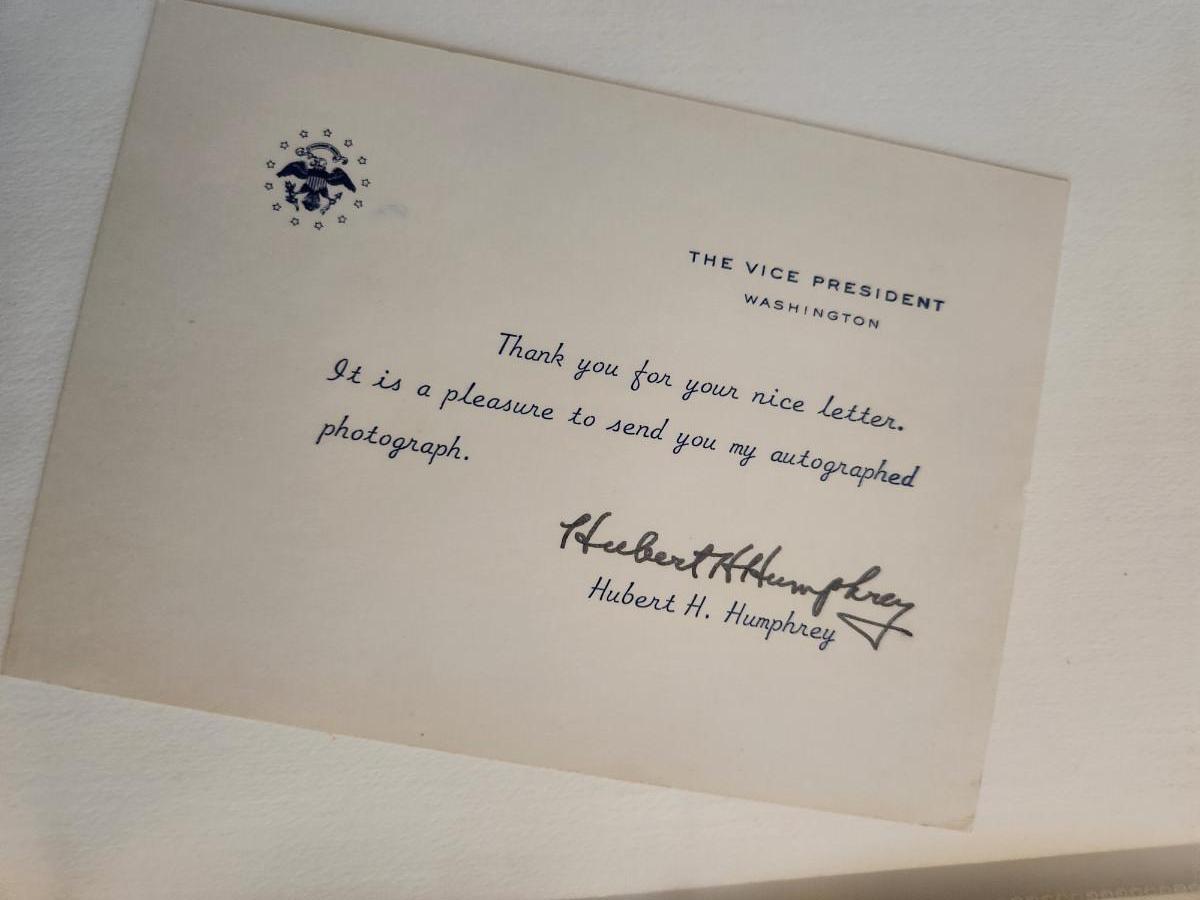 THE VICE PRESIDENT
WASHINGTON
Thank you for your nice letter.
It is a pleasure to send you my autographed
photograph.
Hubert H Humphrey
Hubert H. Humphrey